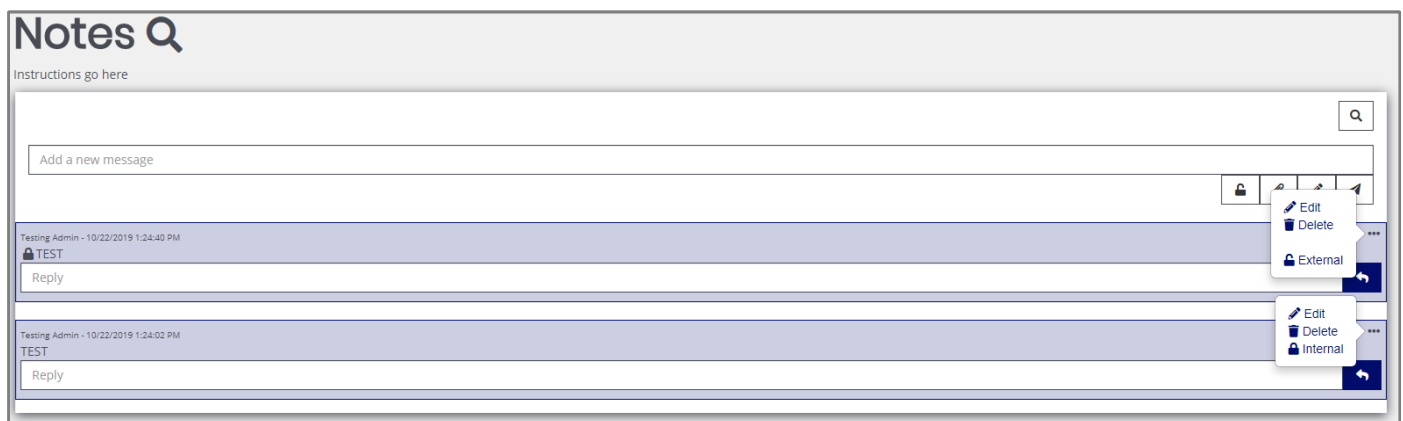 Notes
Instructions go here
Add a new message
Edit
Delete
External
Testing Admin - 10/22/2019 1:24:40 PM
TEST
Reply
Edit
Delete
Internal
Testing Admin - 10/22/2019 1:24:02 PM
TEST
Reply